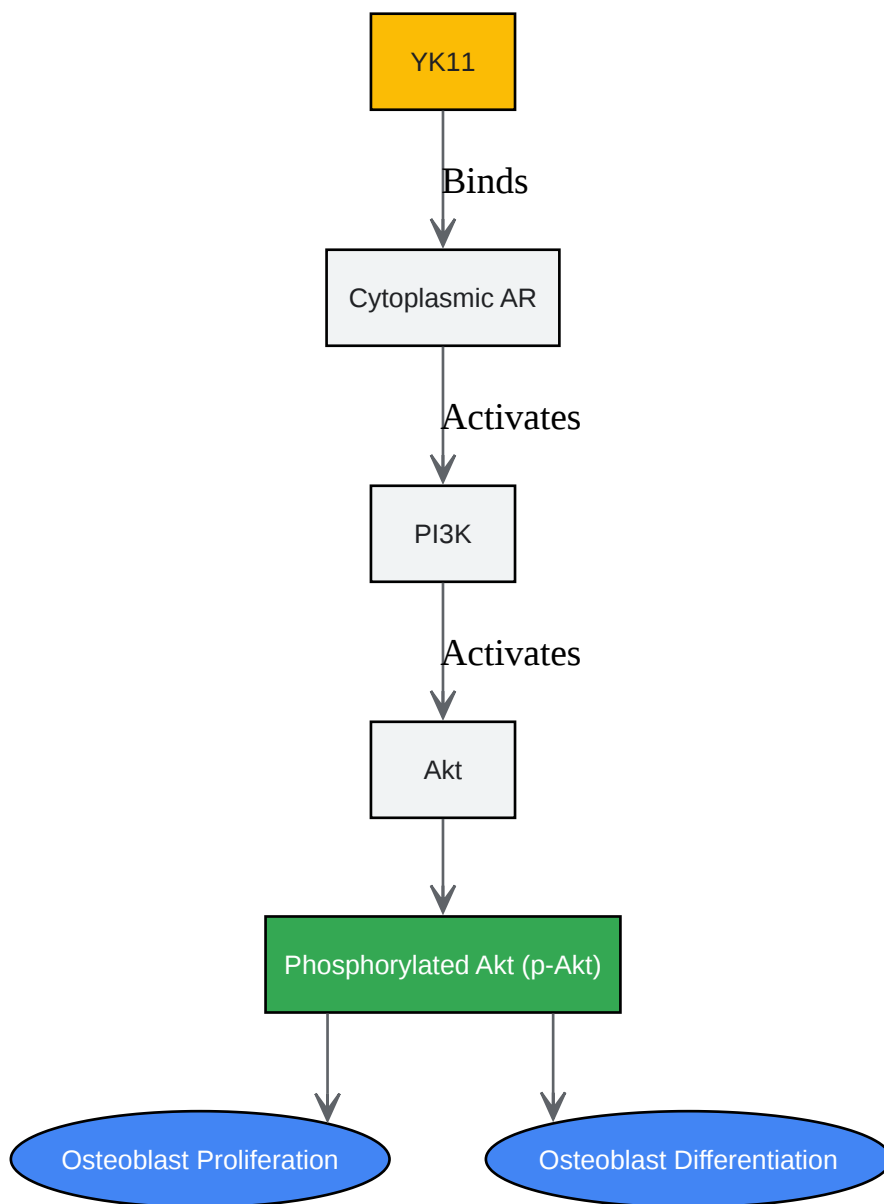 YK11
Binds
Cytoplasmic AR
Activates
PI3K
Activates
Akt
Phosphorylated Akt (p-Akt)
Osteoblast Proliferation
Osteoblast Differentiation